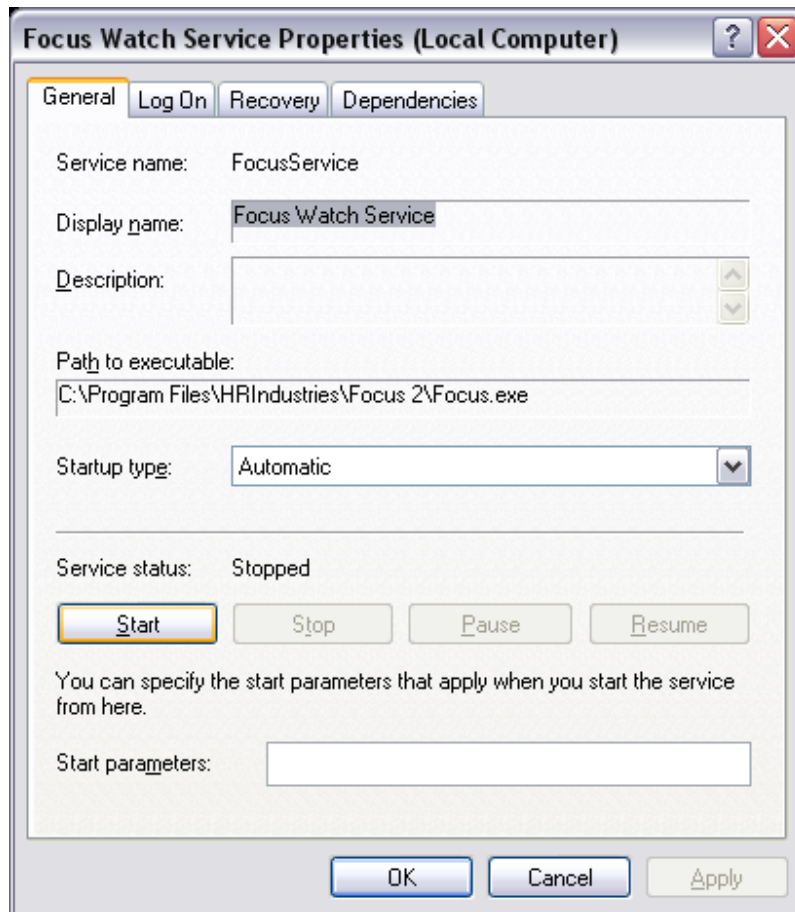 Focus Watch Service Properties (Local Computer)
General Log On Recovery Dependencies
Service name: FocusService
Display name: Focus Watch Service
Description:
Path to executable:
C:\Program Files\HRIndustries\Focus 2\Focus.exe
Startup type: Automatic
Service status: Stopped
Start Stop Pause Resume
You can specify the start parameters that apply when you start the service
from here.
Start parameters:
OK Cancel Apply